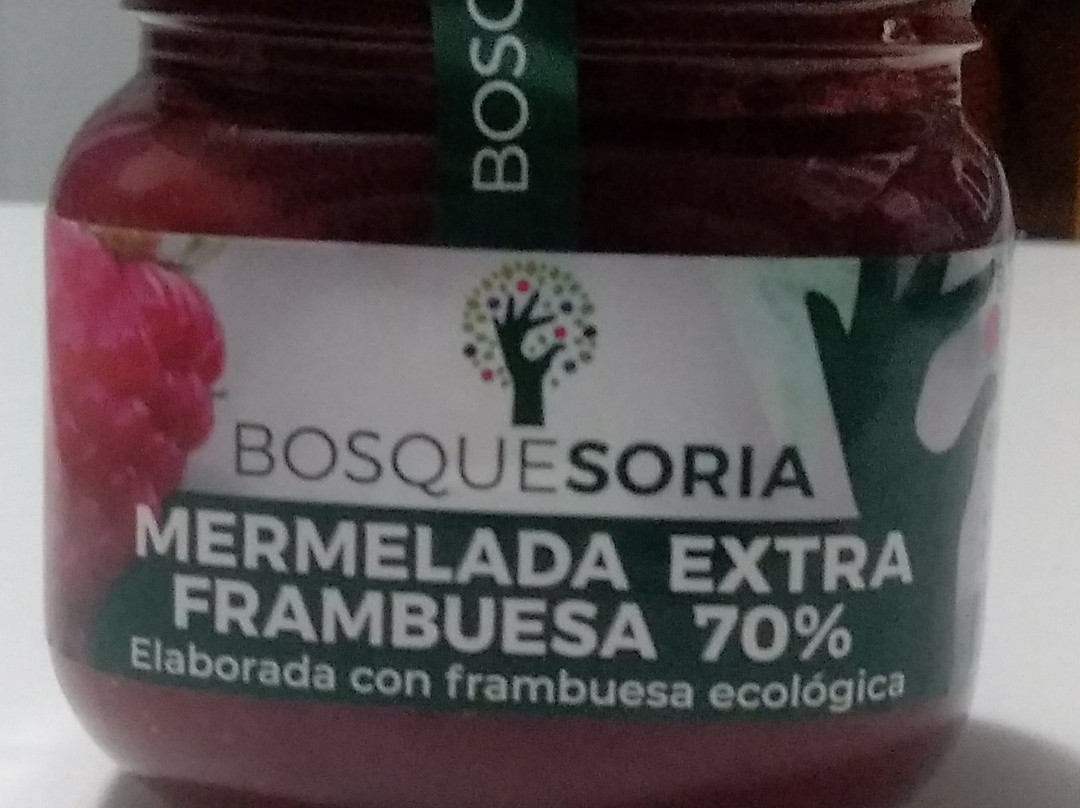 BOSQ
BOSQUESORIA
MERMELADA EXTRA
FRAMBUESA 70%
Elaborada con frambuesa ecológica